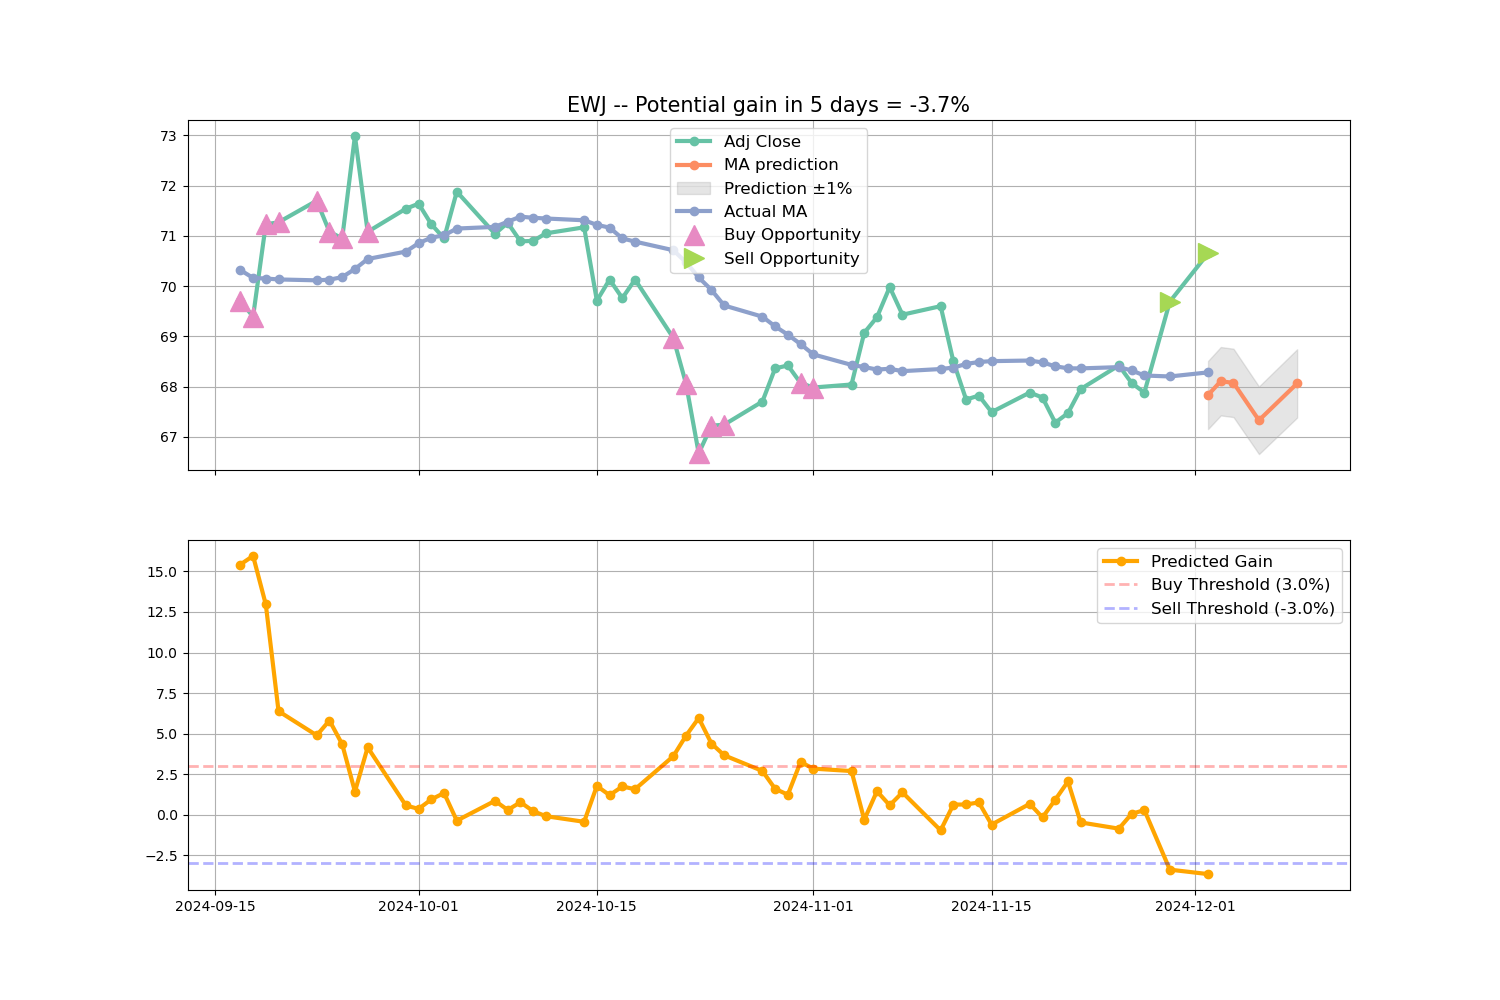 EWJ -- Potential gain in 5 days = -3.7%
73
72
71
70
69
68
67
Adj Close
MA prediction
Prediction ±1%
Actual MA
Buy Opportunity
Sell Opportunity
15.0
12.5
10.0
7.5
5.0
2.5
0.0
−2.5
Predicted Gain
Buy Threshold (3.0%)
Sell Threshold (-3.0%)
2024-09-15
2024-10-01
2024-10-15
2024-11-01
2024-11-15
2024-12-01